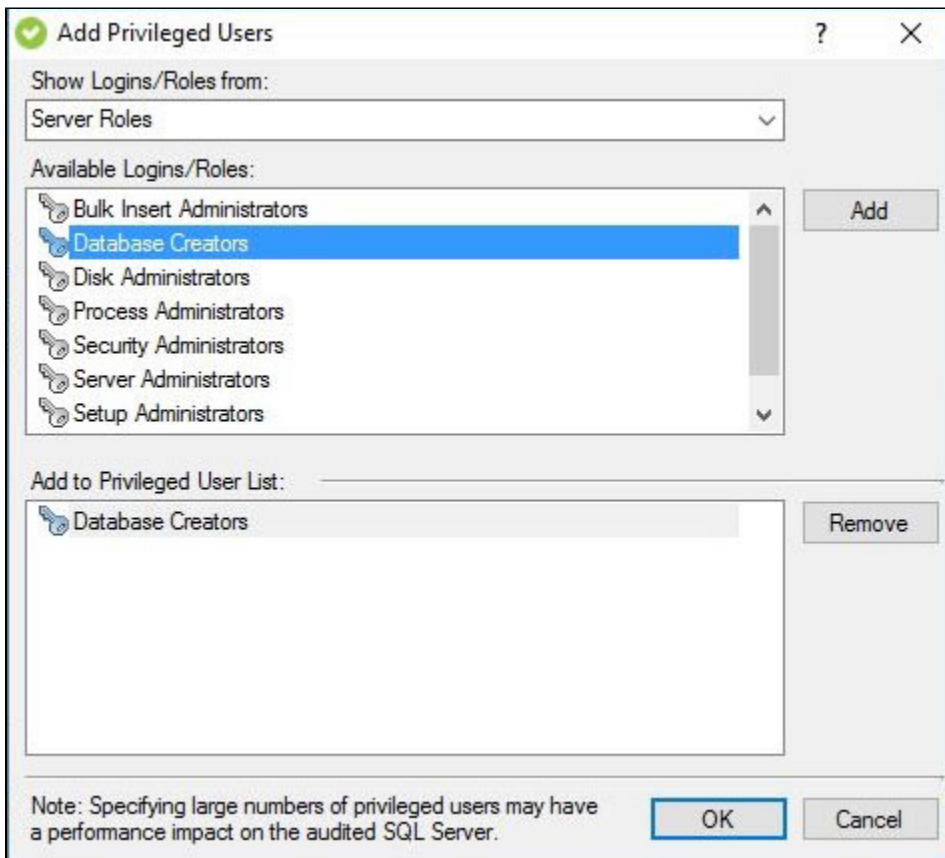 Add Privileged Users
Show Logins/Roles from:
Server Roles
Available Logins/Roles:
Bulk Insert Administrators
Database Creators
Disk Administrators
Process Administrators
Security Administrators
Server Administrators
Setup Administrators
Add
Add to Privileged User List:
Database Creators
Remove
Note: Specifying large numbers of privileged users may have
a performance impact on the audited SQL Server.
OK
Cancel